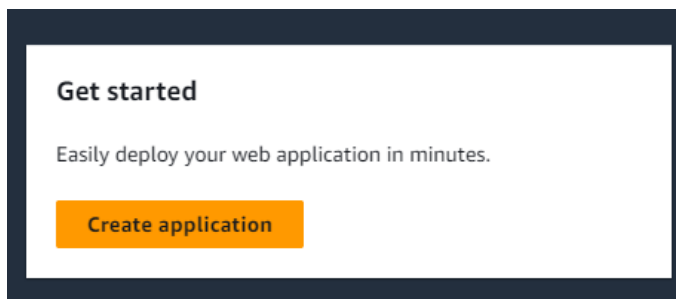 Get started
Easily deploy your web application in minutes.
Create application